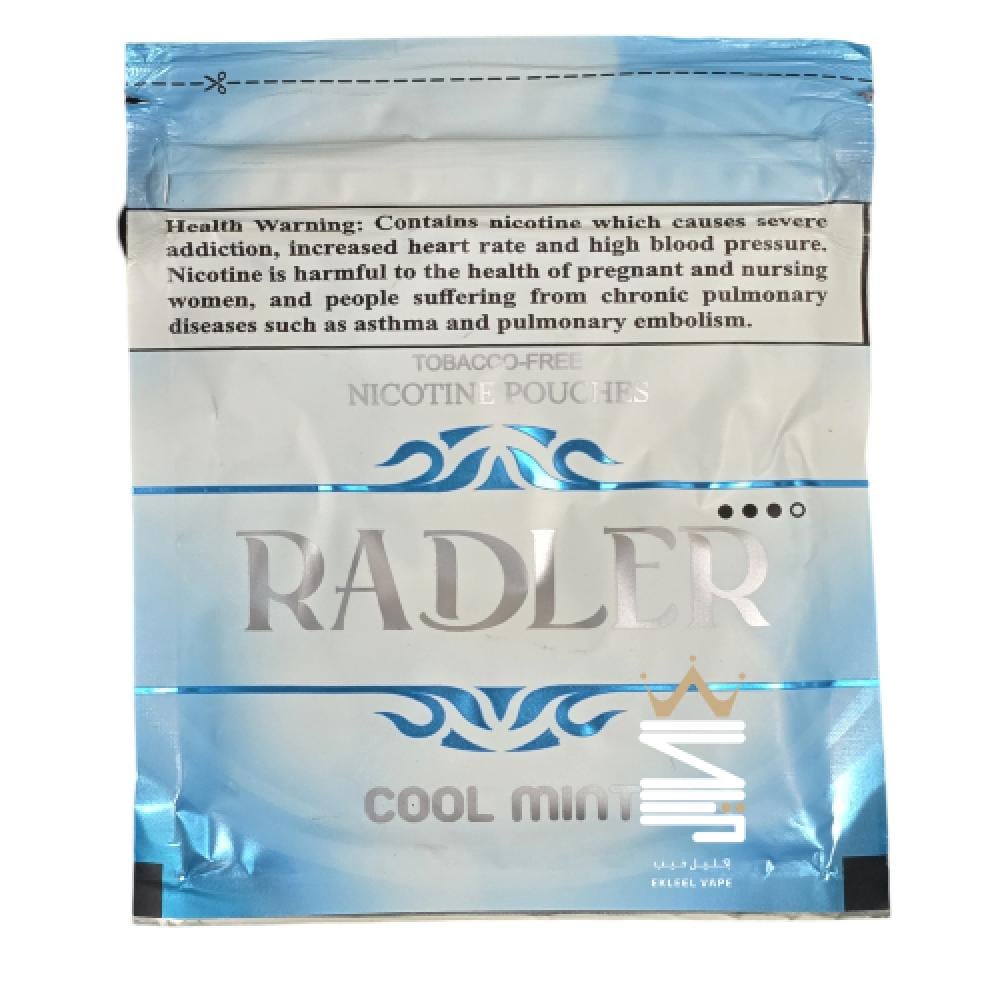 Health Warning: Contains nicotine which causes severe
addiction, increased heart rate and high blood pressure.
Nicotine is harmful to the health of pregnant and nursing
women, and people suffering from chronic pulmonary
diseases such as asthma and pulmonary embolism.
TOBACCO-FREE
NICOTINE POUCHES
RADLER
COOL MINT
إكليل فيب
EKLEEL VAPE